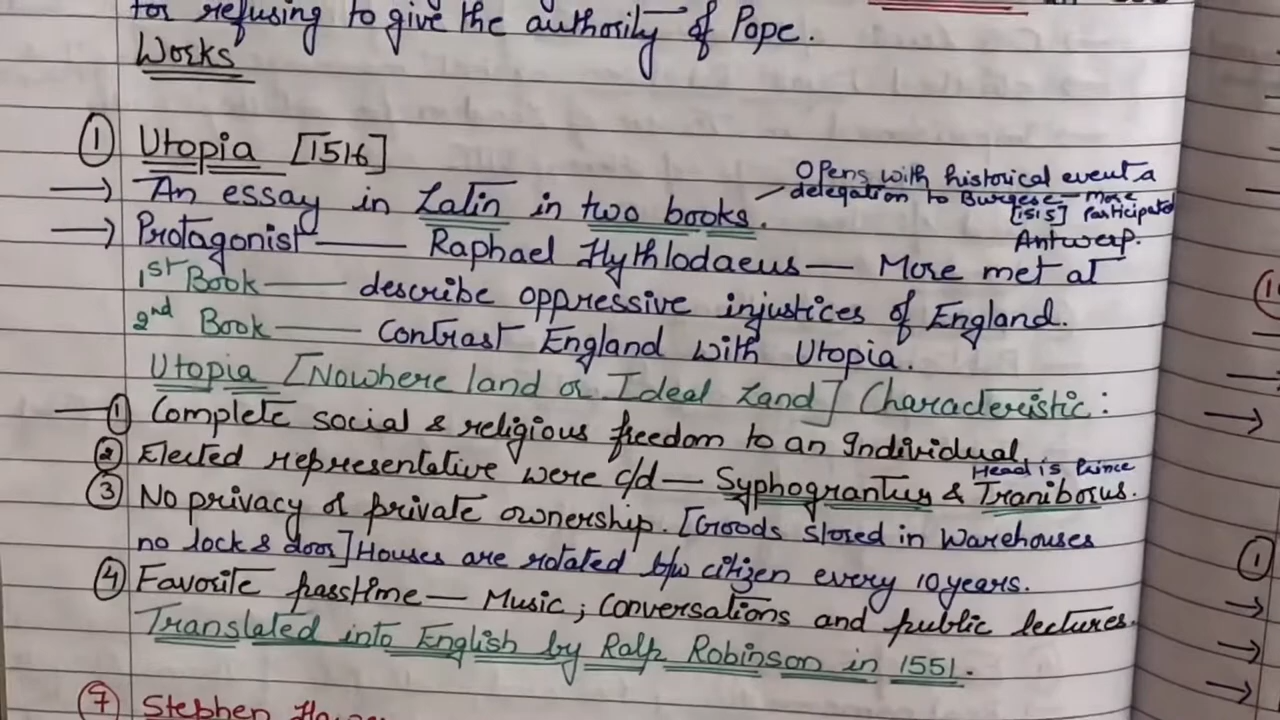 for refusing to give the authority of Pope.
Works
① Utopia [1516]
→ An essay in Latin in two books.
Opens with historical event a
delegation to Burgese — More
[1515] Participated
→ Protagonist —— Raphael Hythlodaeus — More met at
Antwerp.
1st Book —— describe oppressive injustices of England.
2nd Book —— Contrast England with Utopia.
Utopia [Nowhere land or Ideal Land] Characteristic:
—① Complete social & religious freedom to an Individual.
② Elected representative were c/d — Syphograntus & Traniborus.
Head is Prince
③ No privacy or private ownership. [Goods stored in Warehouses
no lock & door] Houses are rotated b/w citizen every 10 years.
④ Favorite passtime — Music ; Conversations and public lectures.
Translated into English by Ralp Robinson in 1551.
⑦ Stephen